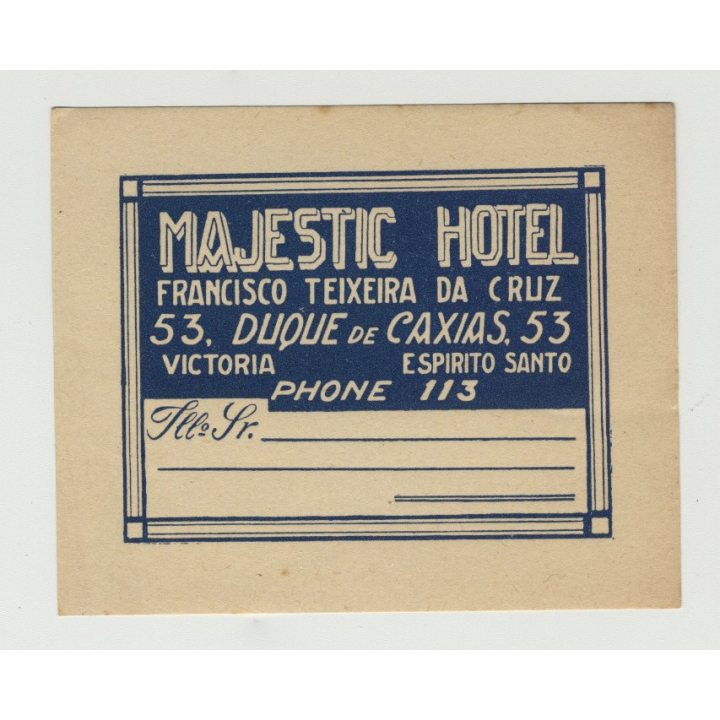 MAJESTIC HOTEL
FRANCISCO TEIXEIRA DA CRUZ
53, DUQUE DE CAXIAS, 53
VICTORIA ESPIRITO SANTO
PHONE 113
Illº Sr.